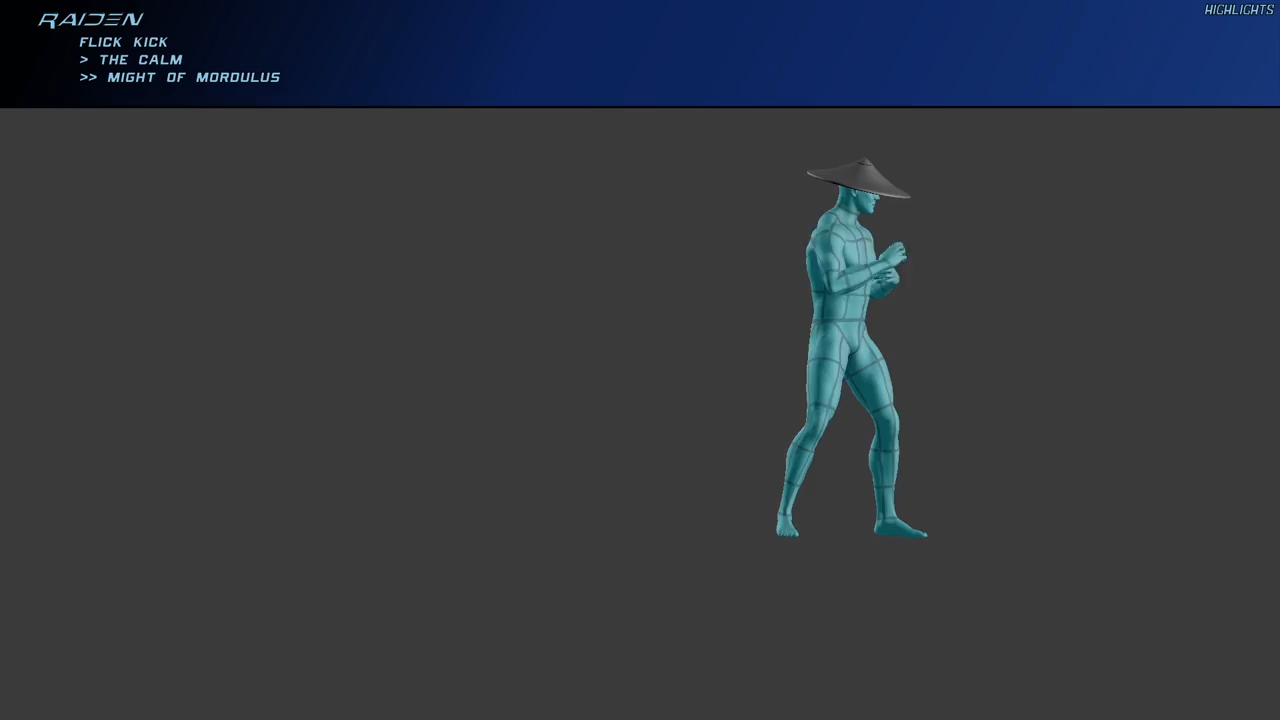 RAIDEN
HIGHLIGHTS
FLICK KICK
> THE CALM
>> MIGHT OF MORDULUS